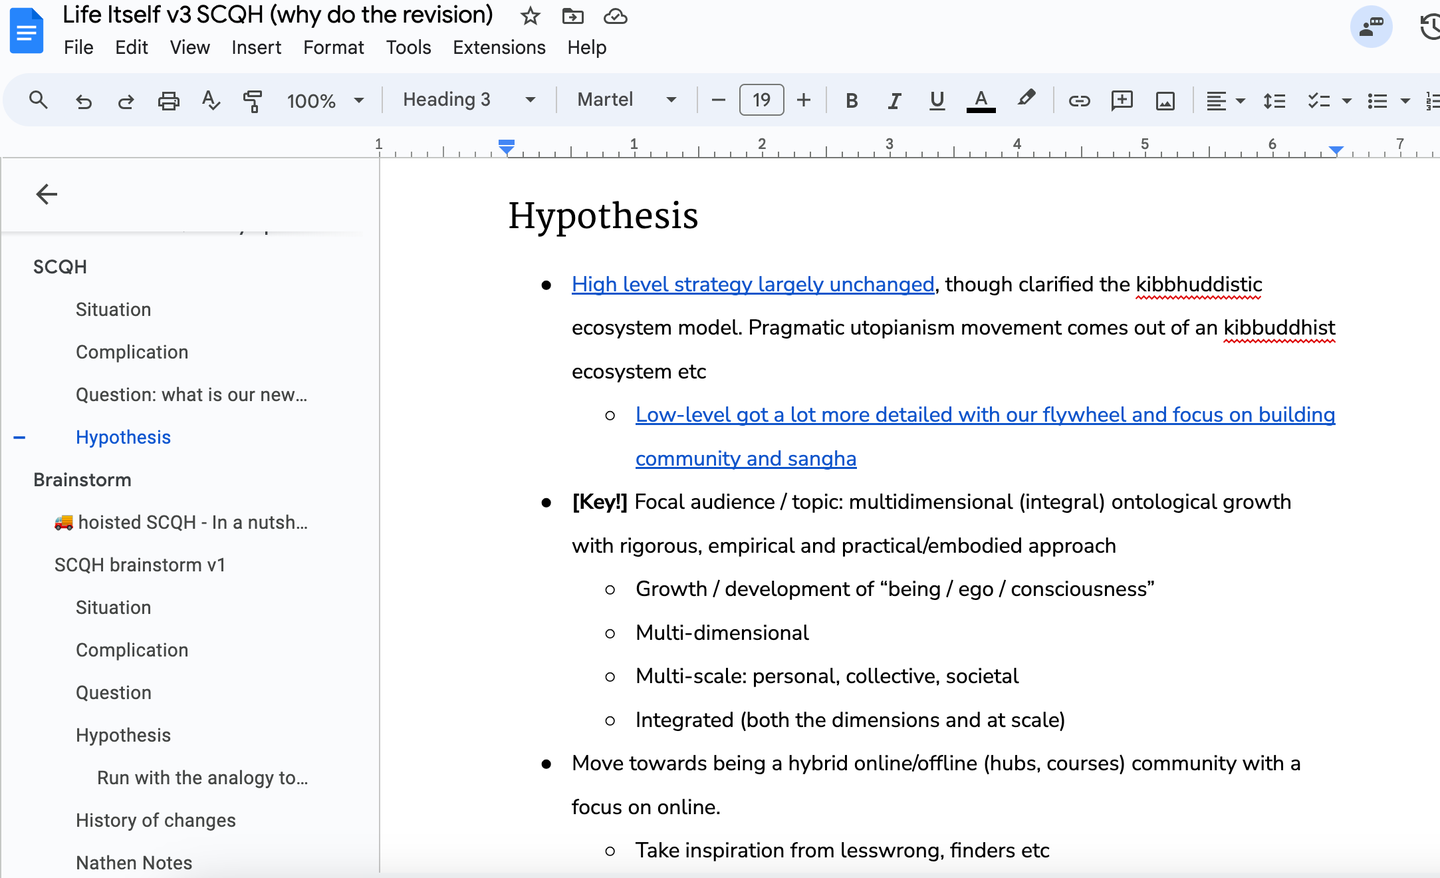 Life Itself v3 SCQH (why do the revision)
File Edit View Insert Format Tools Extensions Help
100% Heading 3 Martel 19 B I U A
1 1 2 3 4 5 6 7
SCQH
Situation
Complication
Question: what is our new...
Hypothesis
Brainstorm
🚚 hoisted SCQH - In a nutsh...
SCQH brainstorm v1
Situation
Complication
Question
Hypothesis
Run with the analogy to...
History of changes
Nathen Notes
Hypothesis
● High level strategy largely unchanged, though clarified the kibbhuddistic
ecosystem model. Pragmatic utopianism movement comes out of an kibbuddhist
ecosystem etc
○ Low-level got a lot more detailed with our flywheel and focus on building
community and sangha
● [Key!] Focal audience / topic: multidimensional (integral) ontological growth
with rigorous, empirical and practical/embodied approach
○ Growth / development of “being / ego / consciousness”
○ Multi-dimensional
○ Multi-scale: personal, collective, societal
○ Integrated (both the dimensions and at scale)
● Move towards being a hybrid online/offline (hubs, courses) community with a
focus on online.
○ Take inspiration from lesswrong, finders etc